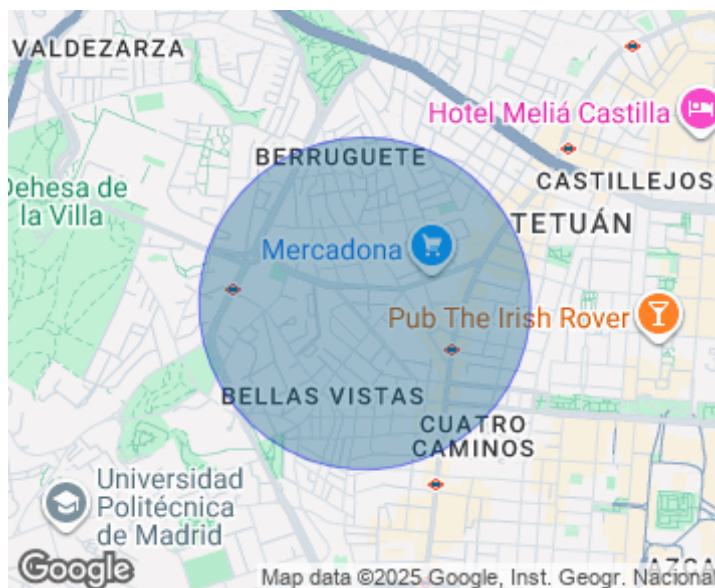 VALDEZARZA
Hotel Meliá Castilla
BERRUGUETE
CASTILLEJOS
Dehesa de
la Villa
TETUÁN
Mercadona
Pub The Irish Rover
BELLAS VISTAS
CUATRO
CAMINOS
Universidad
Politécnica
de Madrid
AZCA
Google
Map data ©2025 Google, Inst. Geogr. Nacional